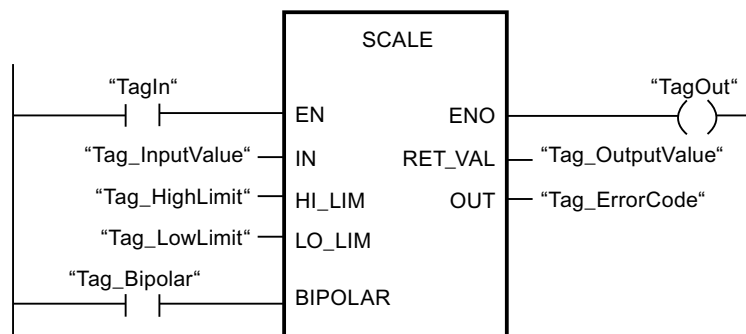 SCALE
“TagIn“
“TagOut“
EN
ENO
“Tag_InputValue“
IN
RET_VAL
“Tag_OutputValue“
“Tag_HighLimit“
HI_LIM
OUT
“Tag_ErrorCode“
“Tag_LowLimit“
LO_LIM
“Tag_Bipolar“
BIPOLAR